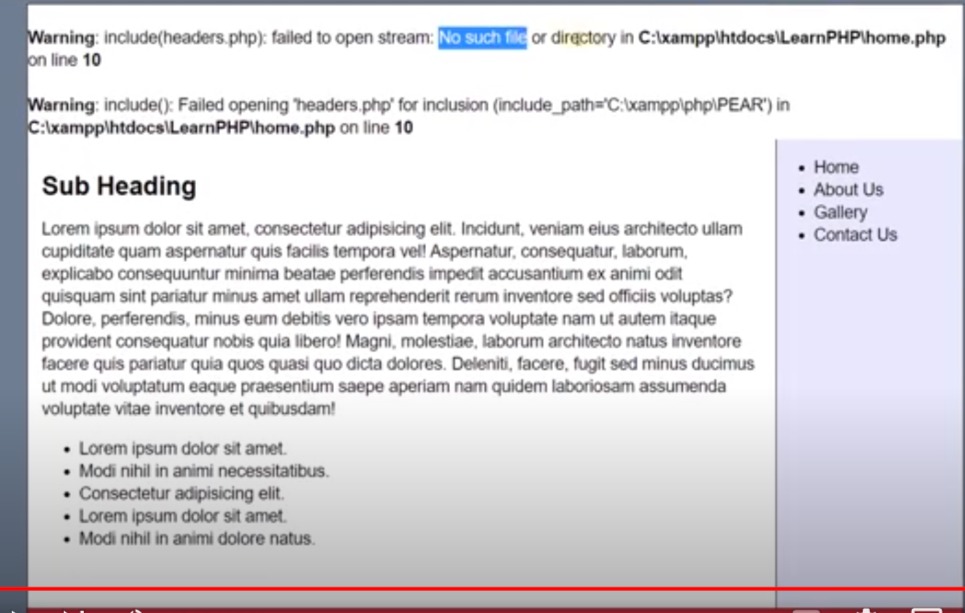 Warning: include(headers.php): failed to open stream: No such file or directory in C:\xampp\htdocs\LearnPHP\home.php
on line 10
Warning: include(): Failed opening 'headers.php' for inclusion (include_path='C:\xampp\php\PEAR') in
C:\xampp\htdocs\LearnPHP\home.php on line 10
Sub Heading
Lorem ipsum dolor sit amet, consectetur adipisicing elit. Incidunt, veniam eius architecto ullam
cupiditate quam aspernatur quis facilis tempora vel! Aspernatur, consequatur, laborum,
explicabo consequuntur minima beatae perferendis impedit accusantium ex animi odit
quisquam sint pariatur minus amet ullam reprehenderit rerum inventore sed officiis voluptas?
Dolore, perferendis, minus eum debitis vero ipsam tempora voluptate nam ut autem itaque
provident consequatur nobis quia libero! Magni, molestiae, laborum architecto natus inventore
facere quis pariatur quia quos quasi quo dicta dolores. Deleniti, facere, fugit sed minus ducimus
ut modi voluptatum eaque praesentium saepe aperiam nam quidem laboriosam assumenda
voluptate vitae inventore et quibusdam!
• Lorem ipsum dolor sit amet.
• Modi nihil in animi necessitatibus.
• Consectetur adipisicing elit.
• Lorem ipsum dolor sit amet.
• Modi nihil in animi dolore natus.
• Home
• About Us
• Gallery
• Contact Us